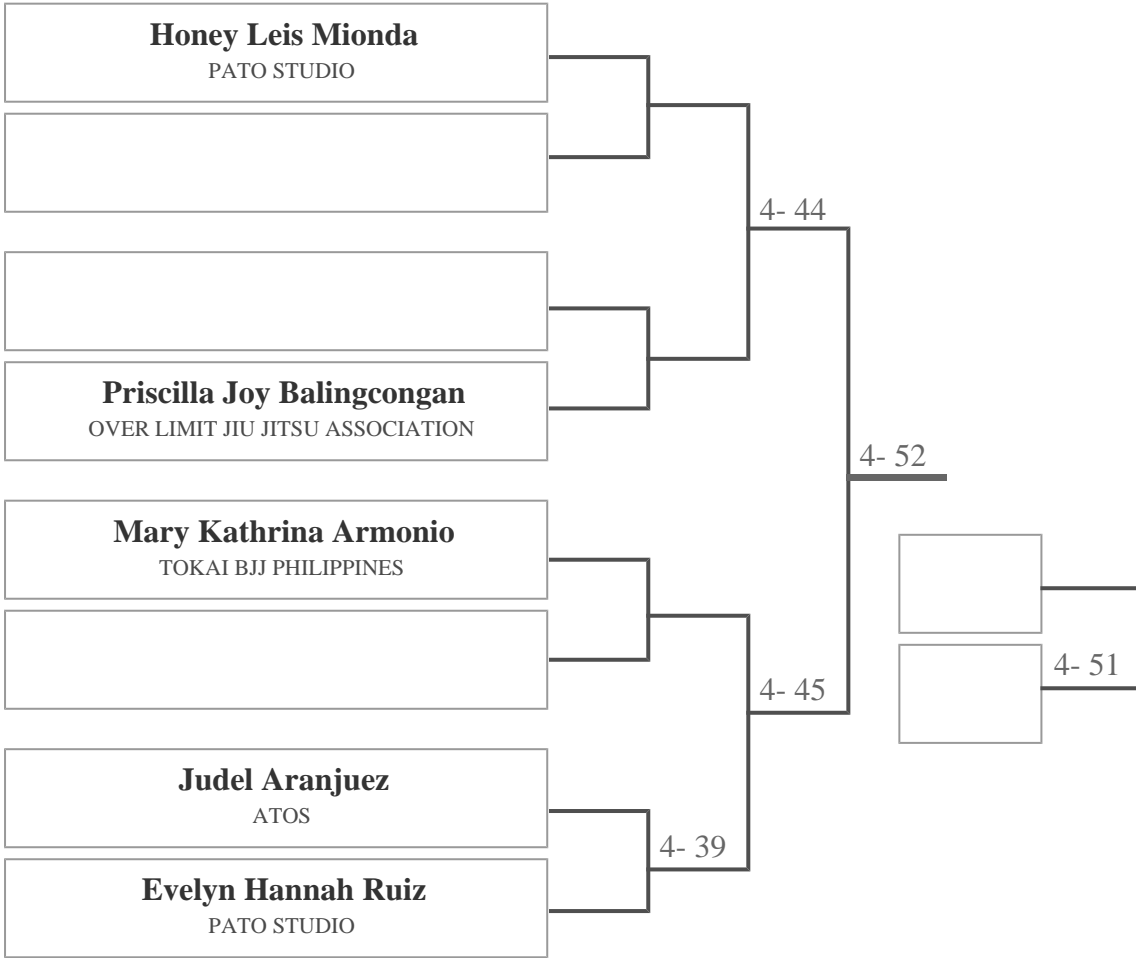 Honey Leis Mionda
PATO STUDIO
4- 44
Priscilla Joy Balingcongan
OVER LIMIT JIU JITSU ASSOCIATION
4- 52
Mary Kathrina Armonio
TOKAI BJJ PHILIPPINES
4- 45
4- 51
Judel Aranjuez
ATOS
4- 39
Evelyn Hannah Ruiz
PATO STUDIO